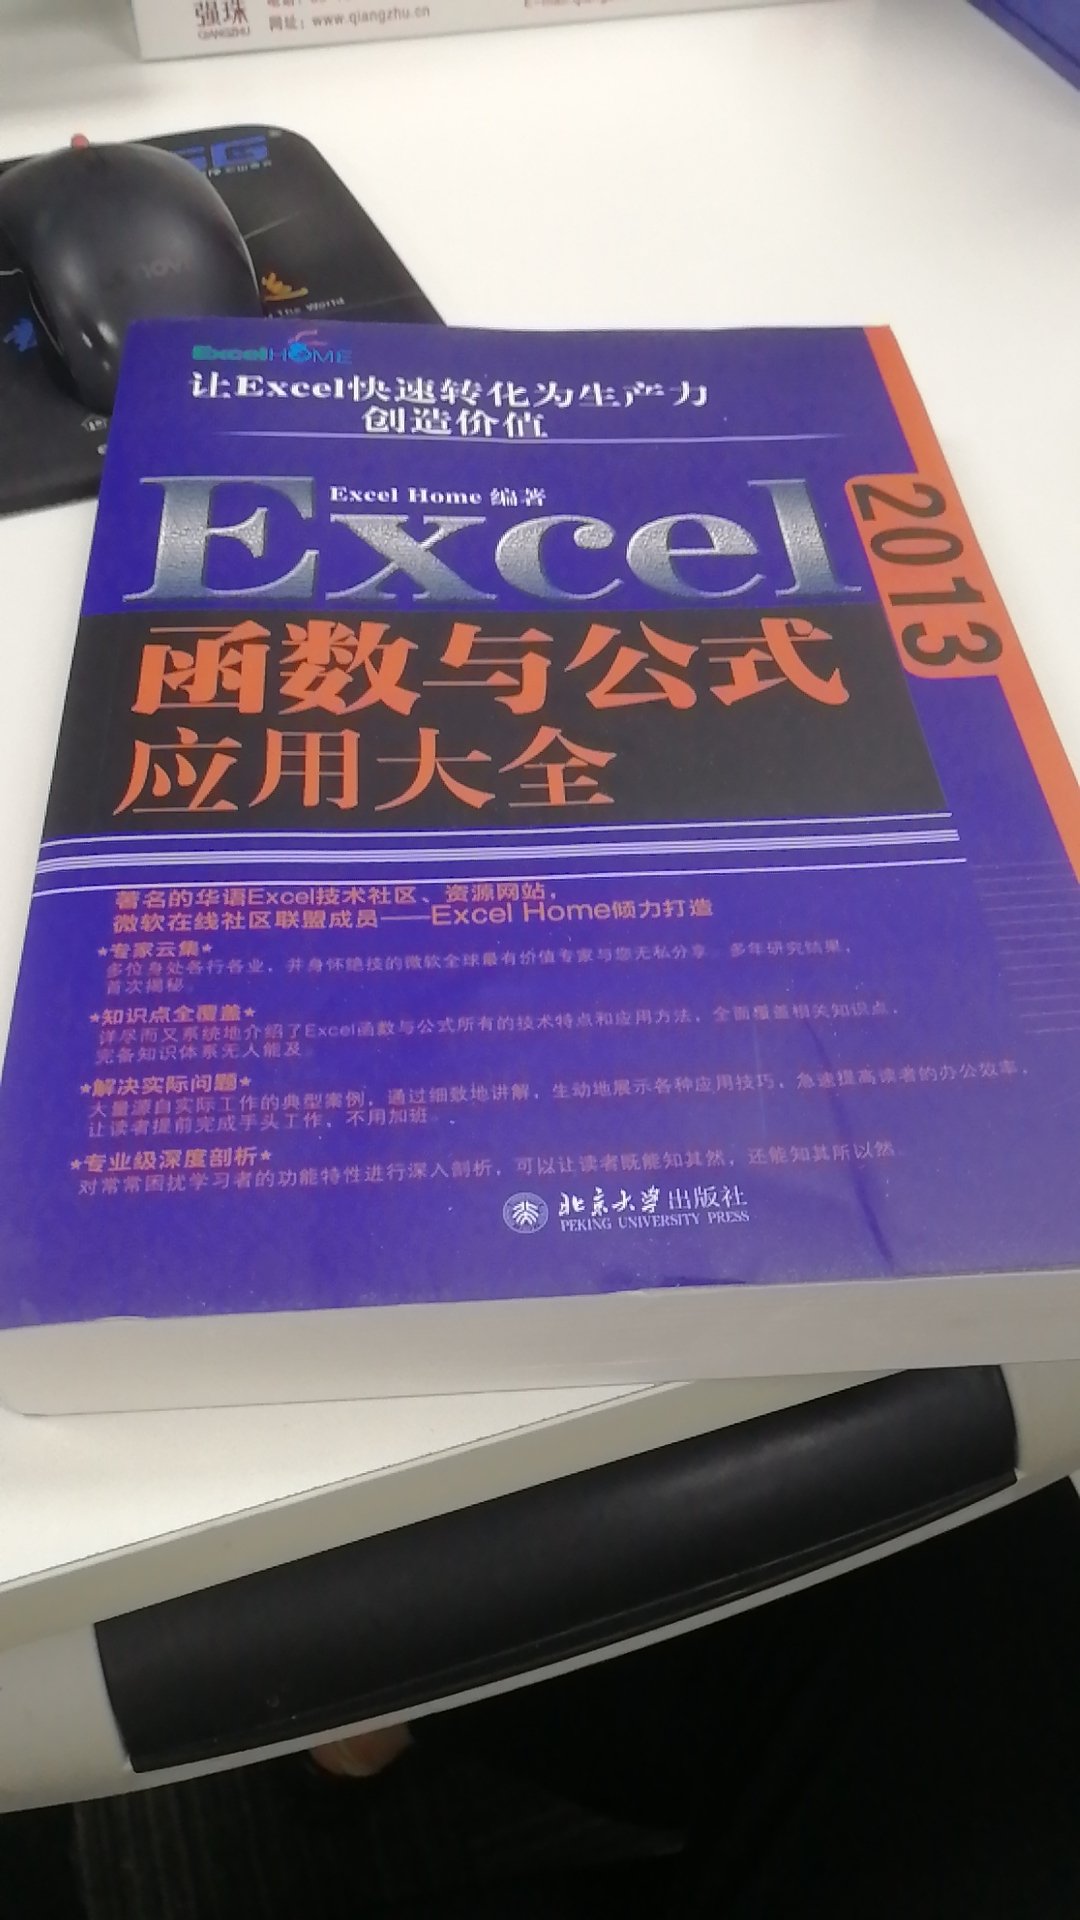 强珠
QIANGZHU
网址：www.qiangzhu.cn
The World
ExcelHOME
让Excel快速转化为生产力
创造价值
Excel Home 编著
Excel
2013
函数与公式
应用大全
著名的华语Excel技术社区、资源网站，
微软在线社区联盟成员——Excel Home倾力打造
★专家云集★
多位身处各行各业，并身怀绝技的微软全球最有价值专家与您无私分享。多年研究结果，
首次揭秘。
★知识点全覆盖★
详尽而又系统地介绍了Excel函数与公式所有的技术特点和应用方法，全面覆盖相关知识点，
完备知识体系无人能及。
★解决实际问题★
大量源自实际工作的典型案例，通过细致地讲解，生动地展示各种应用技巧，急速提高读者的办公效率，
让读者提前完成手头工作，不用加班。
★专业级深度剖析★
对常常困扰学习者的功能特性进行深入剖析，可以让读者既能知其然，还能知其所以然。
北京大学出版社
PEKING UNIVERSITY PRESS